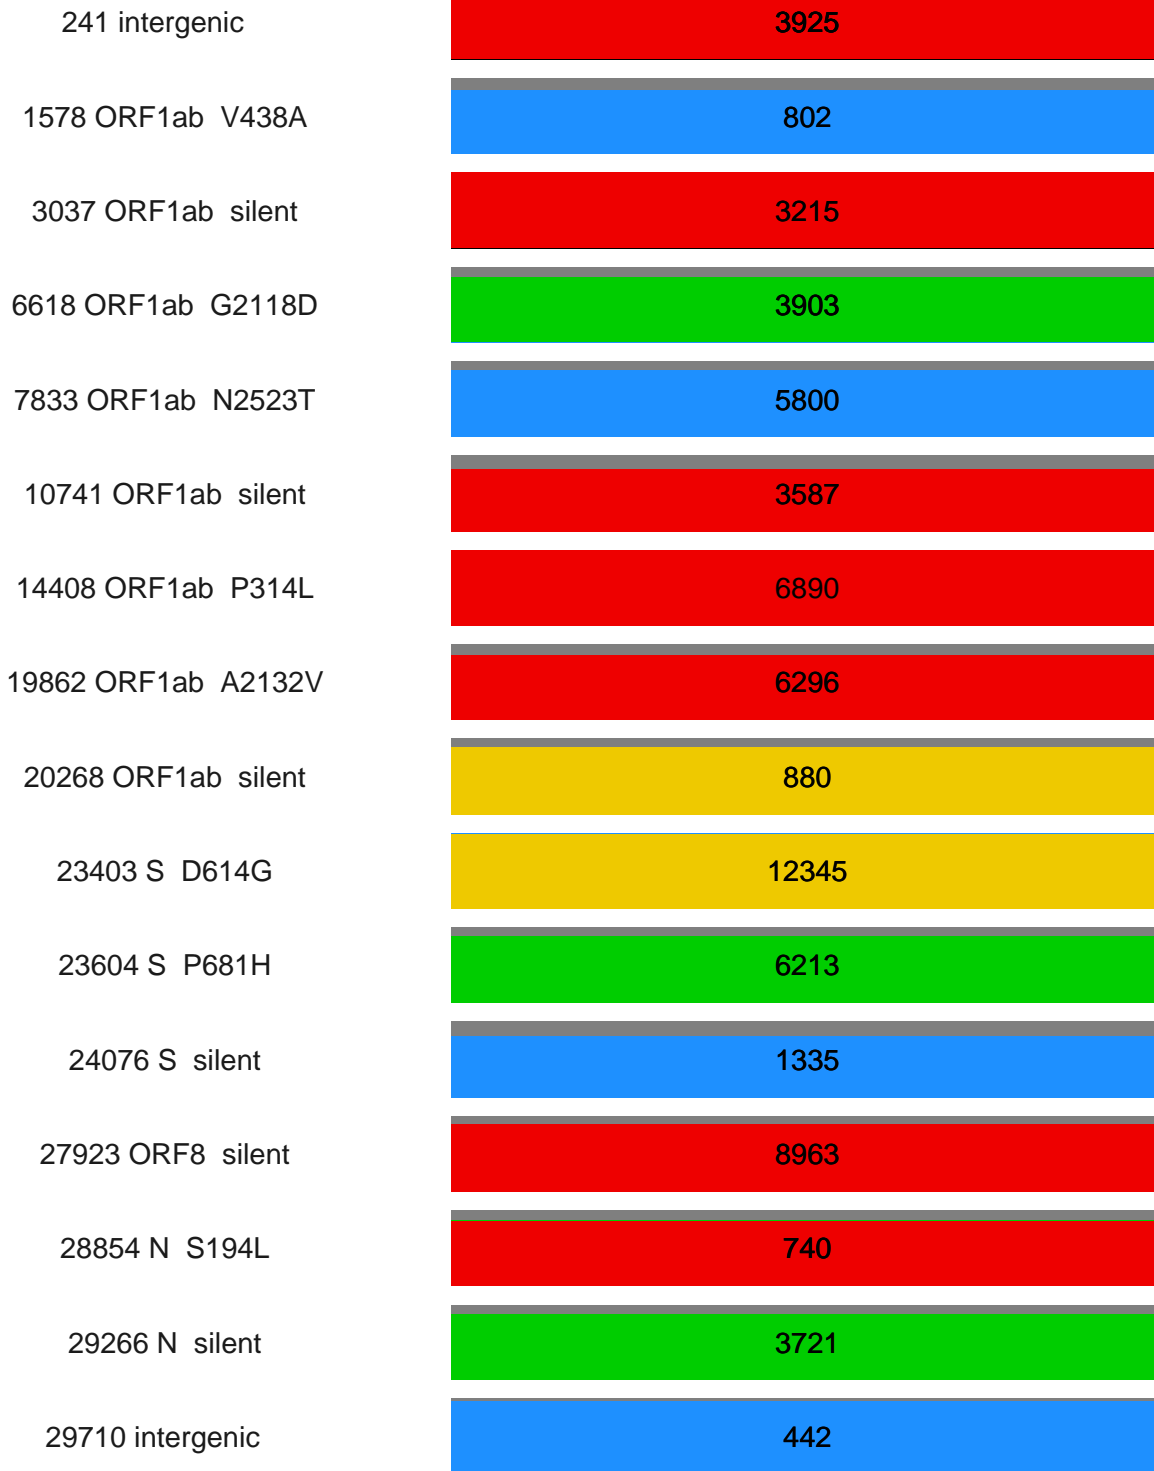 241 intergenic 3925
1578 ORF1ab V438A 802
3037 ORF1ab silent 3215
6618 ORF1ab G2118D 3903
7833 ORF1ab N2523T 5800
10741 ORF1ab silent 3587
14408 ORF1ab P314L 6890
19862 ORF1ab A2132V 6296
20268 ORF1ab silent 880
23403 S D614G 12345
23604 S P681H 6213
24076 S silent 1335
27923 ORF8 silent 8963
28854 N S194L 740
29266 N silent 3721
29710 intergenic 442